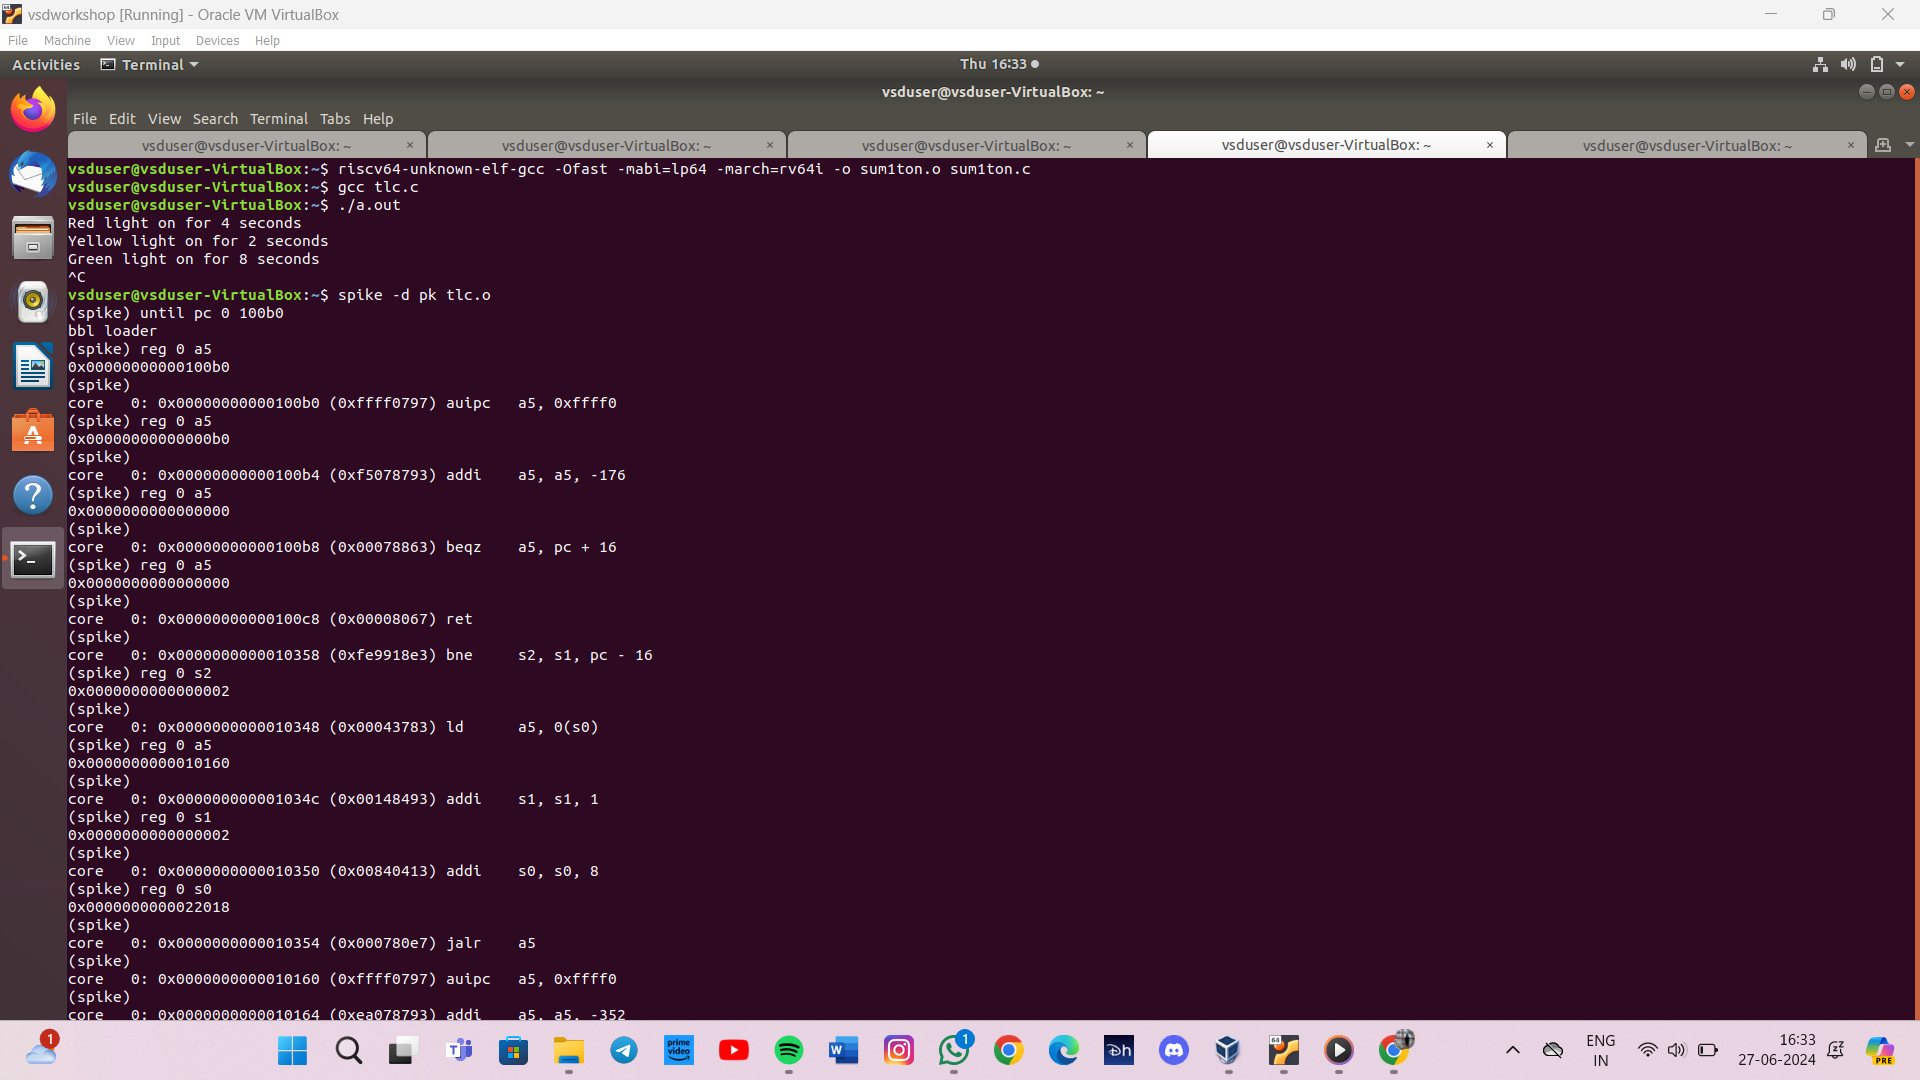 vsdworkshop [Running] - Oracle VM VirtualBox
File Machine View Input Devices Help
Activities Terminal Thu 16:33
vsduser@vsduser-VirtualBox: ~
File Edit View Search Terminal Tabs Help
vsduser@vsduser-VirtualBox: ~ × vsduser@vsduser-VirtualBox: ~ × vsduser@vsduser-VirtualBox: ~ × vsduser@vsduser-VirtualBox: ~ × vsduser@vsduser-VirtualBox: ~ ×
vsduser@vsduser-VirtualBox:~$ riscv64-unknown-elf-gcc -Ofast -mabi=lp64 -march=rv64i -o sum1ton.o sum1ton.c
vsduser@vsduser-VirtualBox:~$ gcc tlc.c
vsduser@vsduser-VirtualBox:~$ ./a.out
Red light on for 4 seconds
Yellow light on for 2 seconds
Green light on for 8 seconds
^C
vsduser@vsduser-VirtualBox:~$ spike -d pk tlc.o
(spike) until pc 0 100b0
bbl loader
(spike) reg 0 a5
0x00000000000100b0
(spike)
core   0: 0x00000000000100b0 (0xffff0797) auipc   a5, 0xffff0
(spike) reg 0 a5
0x00000000000000b0
(spike)
core   0: 0x00000000000100b4 (0xf5078793) addi    a5, a5, -176
(spike) reg 0 a5
0x0000000000000000
(spike)
core   0: 0x00000000000100b8 (0x00078863) beqz    a5, pc + 16
(spike) reg 0 a5
0x0000000000000000
(spike)
core   0: 0x00000000000100c8 (0x00008067) ret
(spike)
core   0: 0x0000000000010358 (0xfe9918e3) bne     s2, s1, pc - 16
(spike) reg 0 s2
0x0000000000000002
(spike)
core   0: 0x0000000000010348 (0x00043783) ld      a5, 0(s0)
(spike) reg 0 a5
0x0000000000010160
(spike)
core   0: 0x000000000001034c (0x00148493) addi    s1, s1, 1
(spike) reg 0 s1
0x0000000000000002
(spike)
core   0: 0x0000000000010350 (0x00840413) addi    s0, s0, 8
(spike) reg 0 s0
0x0000000000022018
(spike)
core   0: 0x0000000000010354 (0x000780e7) jalr    a5
(spike)
core   0: 0x0000000000010160 (0xffff0797) auipc   a5, 0xffff0
(spike)
core   0: 0x0000000000010164 (0xea078793) addi    a5, a5, -352
1
prime video
W
1
64
ENG
IN
16:33
27-06-2024
PRE